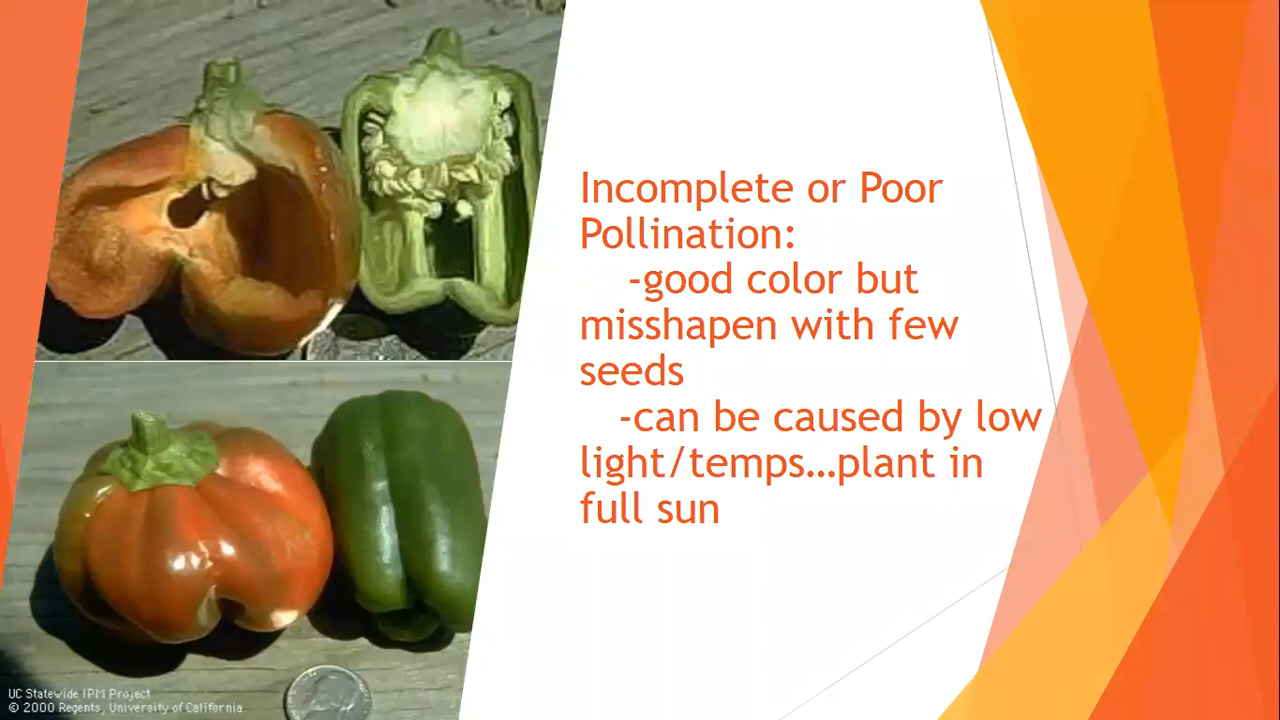 Incomplete or Poor
Pollination:
-good color but
misshapen with few
seeds
-can be caused by low
light/temps…plant in
full sun
UC Statewide IPM Project
© 2000 Regents, University of California